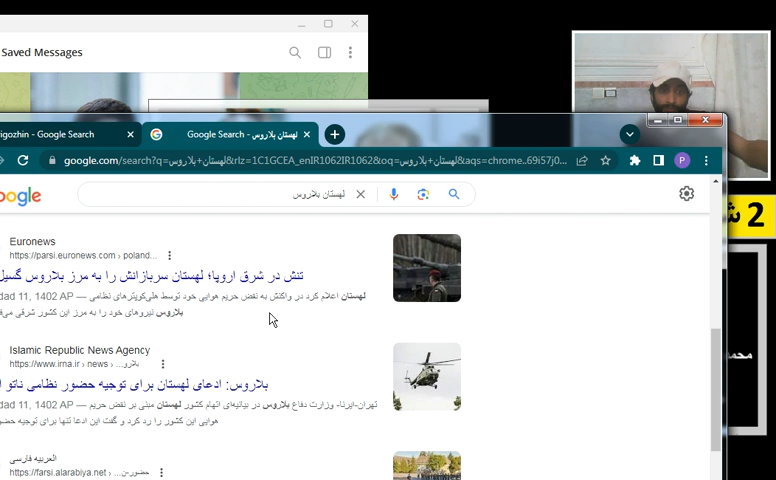 Saved Messages
igozhin - Google Search
لهستان بلاروس - Google Search
google.com/search?q=لهستان+بلاروس&rlz=1C1GCEA_enIR1062IR1062&oq=لهستان+بلاروس&aqs=chrome..69i57j0...
P
ogle
لهستان بلاروس
2
Euronews
https://parsi.euronews.com › poland...
تنش در شرق اروپا؛ لهستان سربازانش را به مرز بلاروس گسیل
dad 11, 1402 AP — لهستان اعلام کرد در واکنش به نقض حریم هوایی خود توسط هلی‌کوپترهای نظامی
بلاروس نیروهای خود را به مرز این کشور شرقی
Islamic Republic News Agency
https://www.irna.ir › news › بلارو...
بلاروس: ادعای لهستان برای توجیه حضور نظامی ناتو
dad 11, 1402 AP — تهران-ایرنا- وزارت دفاع بلاروس در بیانیه‌ای اتهام کشور لهستان مبنی بر نقض حریم
هوایی این کشور را رد کرد و گفت این ادعا تنها برای توجیه
العربیه فارسی
https://farsi.alarabiya.net › حضور-ن...